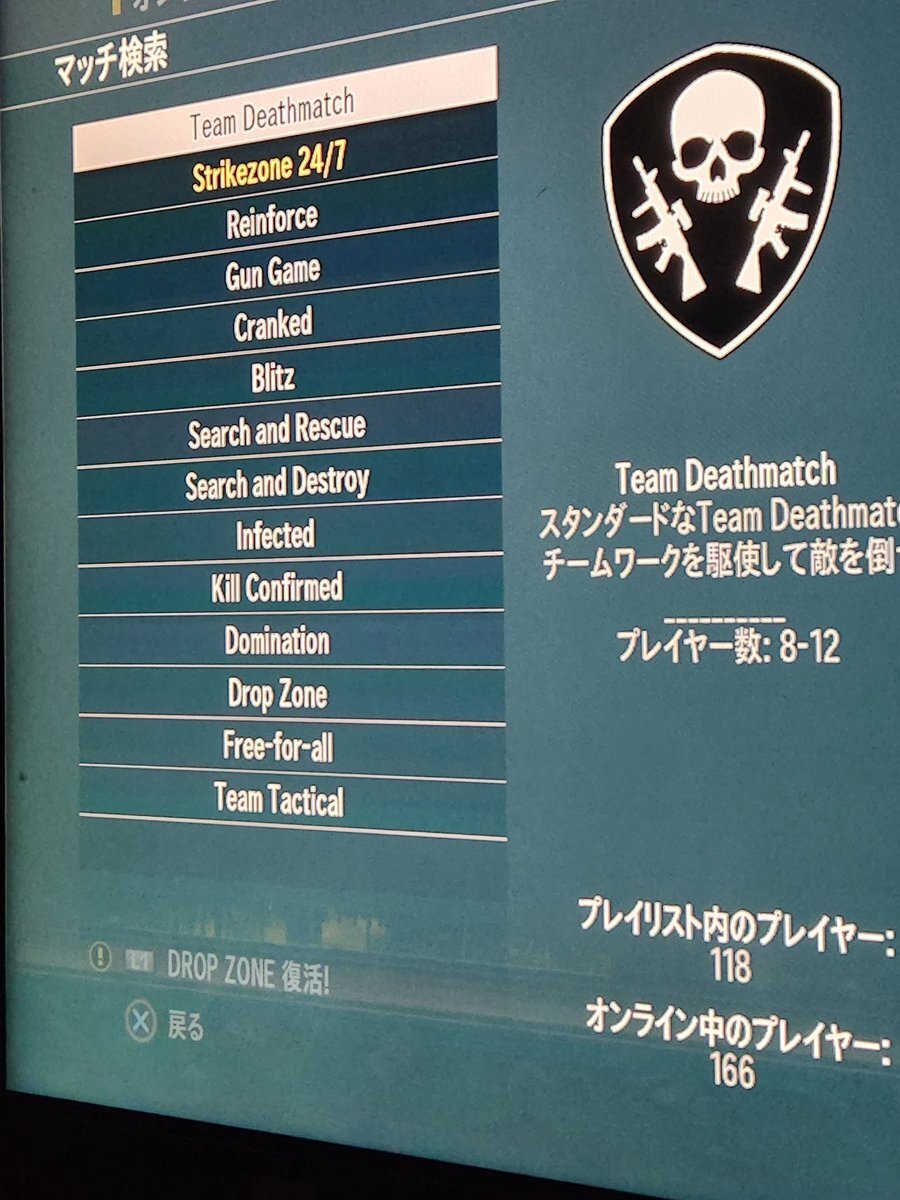 マッチ検索
Team Deathmatch
Strikezone 24/7
Reinforce
Gun Game
Cranked
Blitz
Search and Rescue
Search and Destroy
Infected
Kill Confirmed
Domination
Drop Zone
Free-for-all
Team Tactical
Team Deathmatch
スタンダードなTeam Deathmatc
チームワークを駆使して敵を倒
プレイヤー数: 8-12
プレイリスト内のプレイヤー:
118
オンライン中のプレイヤー:
166
L1 DROP ZONE 復活!
戻る